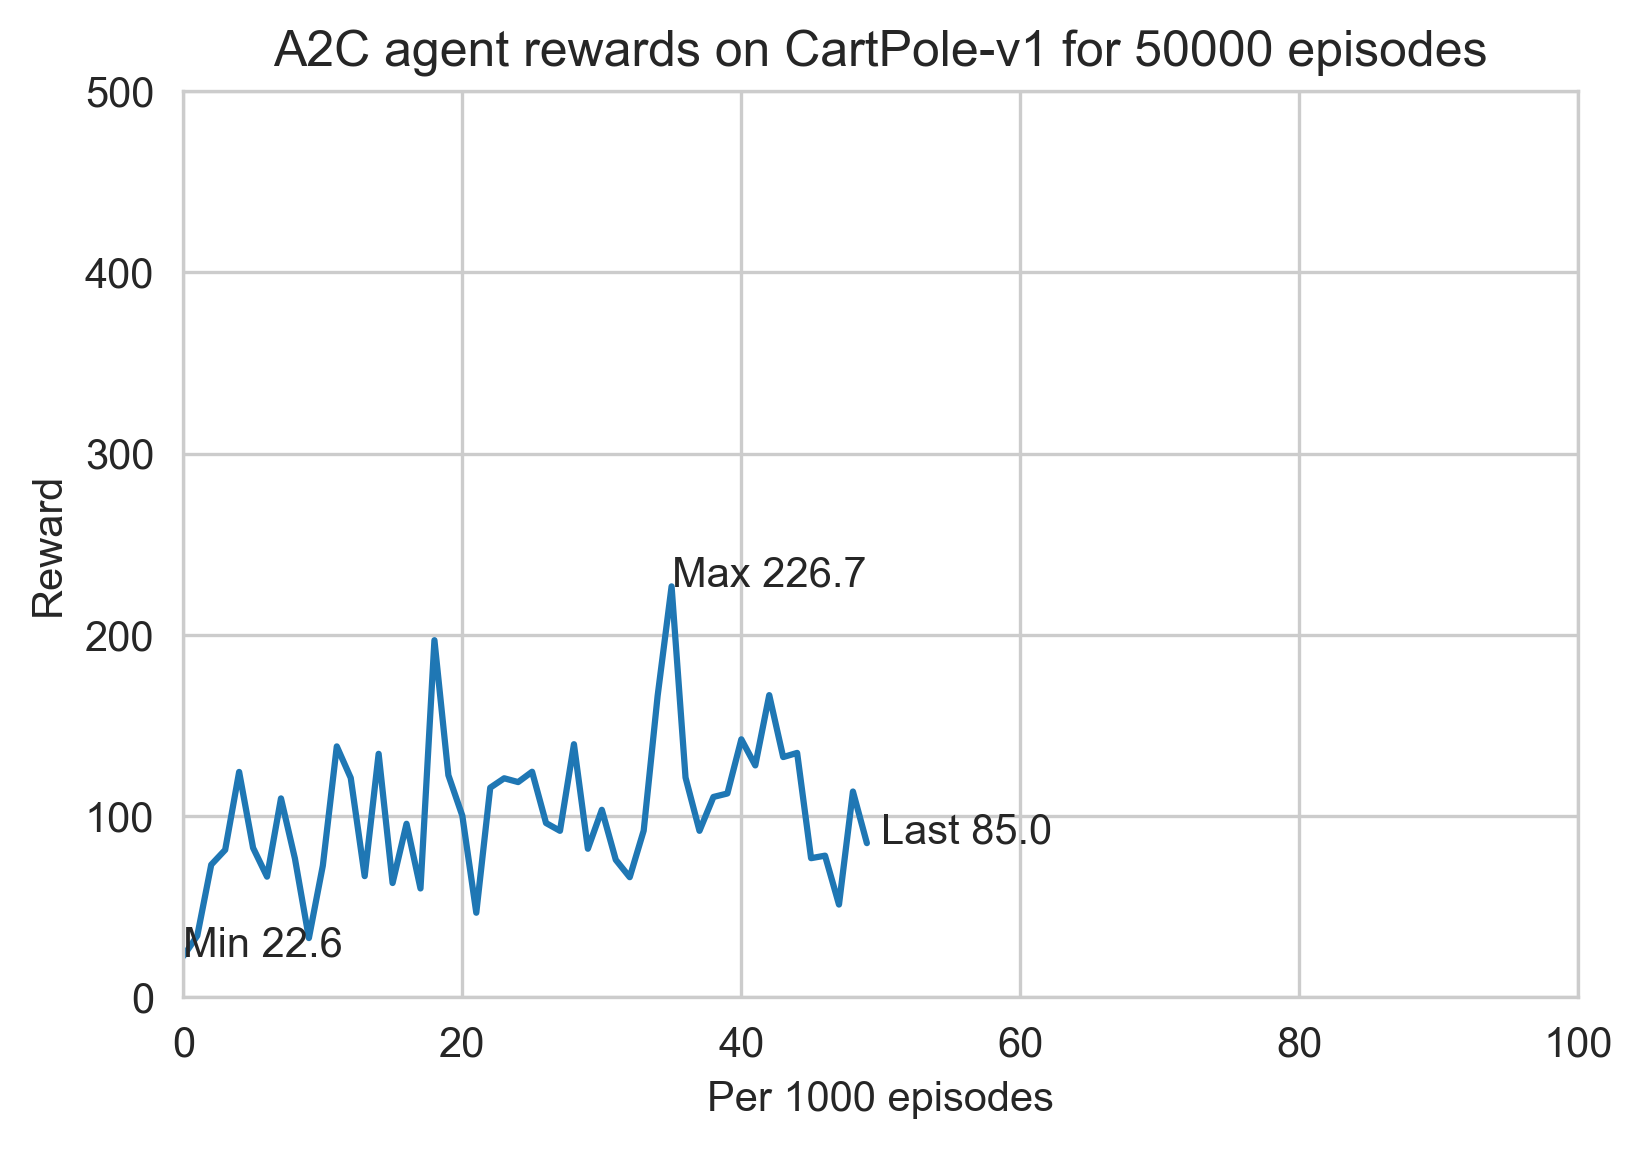 A2C agent rewards on CartPole-v1 for 50000 episodes
500
400
300
200
100
0
Reward
Max 226.7
Last 85.0
Min 22.6
0 20 40 60 80 100
Per 1000 episodes